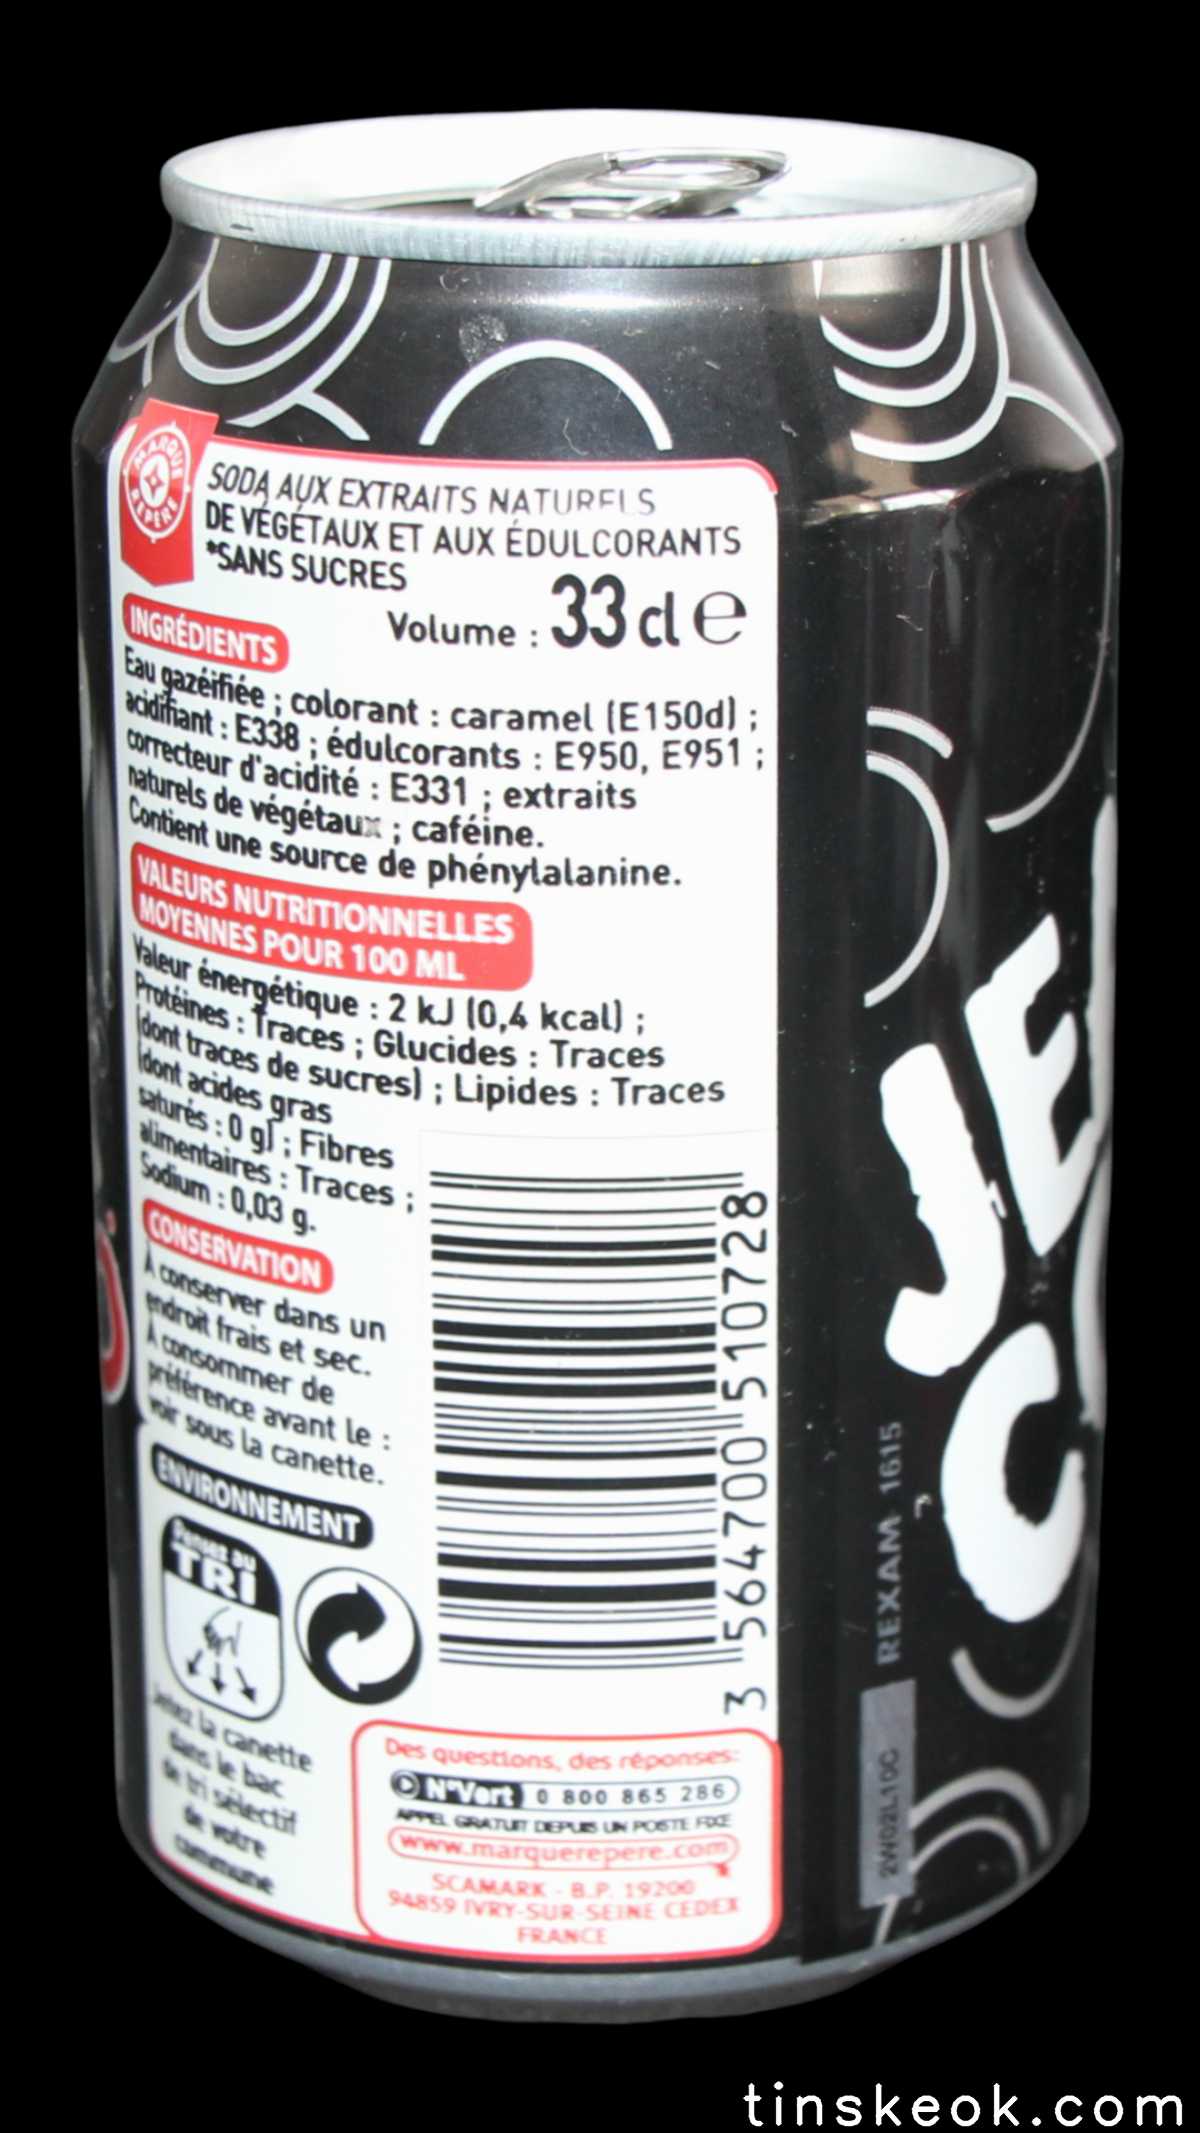 MARQUE
REPÈRE
SODA AUX EXTRAITS NATURELS
DE VÉGÉTAUX ET AUX ÉDULCORANTS
*SANS SUCRES
Volume : 33 cl e
INGRÉDIENTS
Eau gazéifiée ; colorant : caramel (E150d) ;
acidifiant : E338 ; édulcorants : E950, E951 ;
correcteur d'acidité : E331 ; extraits
naturels de végétaux ; caféine.
Contient une source de phénylalanine.
VALEURS NUTRITIONNELLES
MOYENNES POUR 100 ML
Valeur énergétique : 2 kJ (0,4 kcal) ;
Protéines : Traces ; Glucides : Traces
(dont traces de sucres) ; Lipides : Traces
(dont acides gras
saturés : 0 g) ; Fibres
alimentaires : Traces ;
Sodium : 0,03 g.
CONSERVATION
À conserver dans un
endroit frais et sec.
À consommer de
préférence avant le :
voir sous la canette.
ENVIRONNEMENT
Pensez au
TRi
Jetez la canette
dans le bac
de tri sélectif
de votre
commune
3 564700 510728
Des questions, des réponses:
N°Vert 0 800 865 286
APPEL GRATUIT DEPUIS UN POSTE FIXE
www.marquerepere.com
SCAMARK - B.P. 19200
94859 IVRY-SUR-SEINE CEDEX
FRANCE
REXAM 1615
2W02L10C
JE
C
tinskeok.com